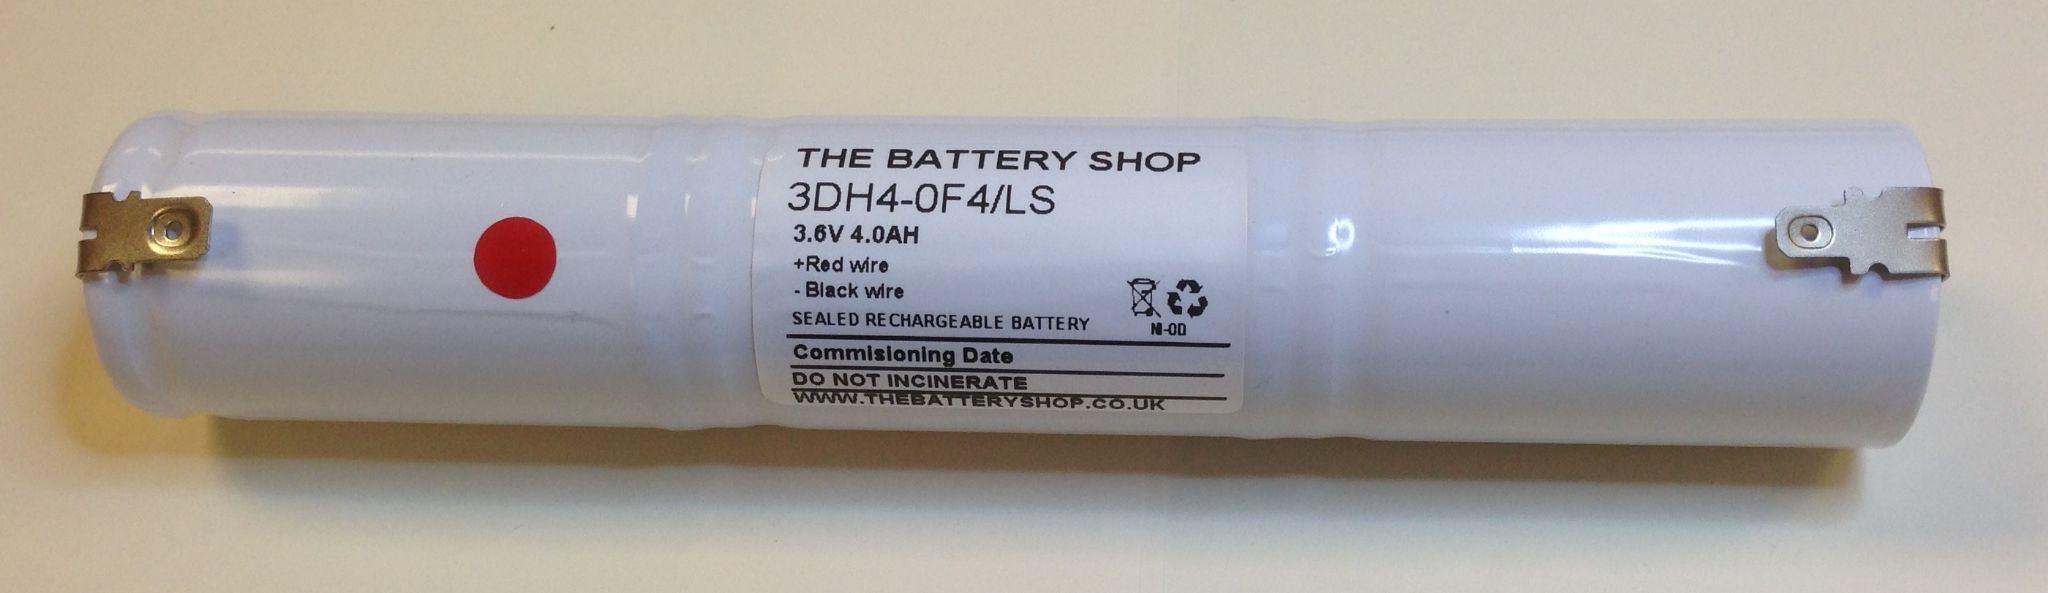 THE BATTERY SHOP
3DH4-0F4/LS
3.6V 4.0AH
+Red wire
- Black wire
SEALED RECHARGEABLE BATTERY
NI-OD
Commisioning Date
DO NOT INCINERATE
WWW.THEBATTERYSHOP.CO.UK